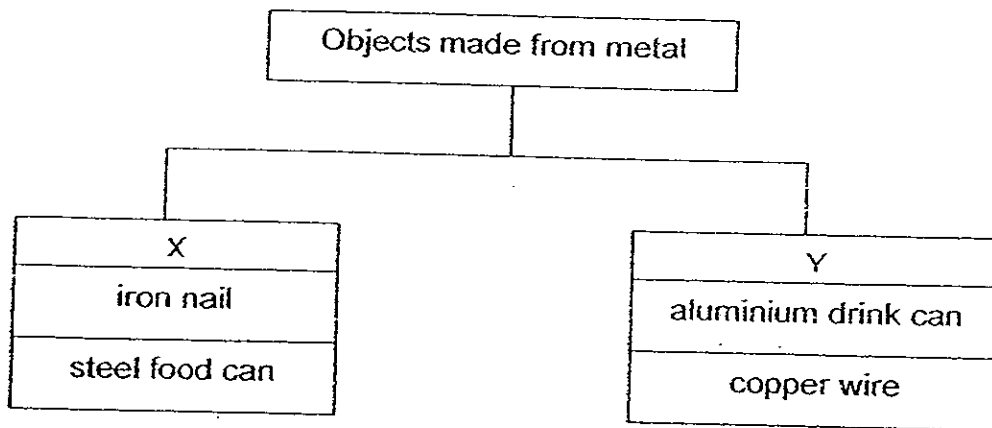 Objects made from metal
X
iron nail
steel food can
Y
aluminium drink can
copper wire